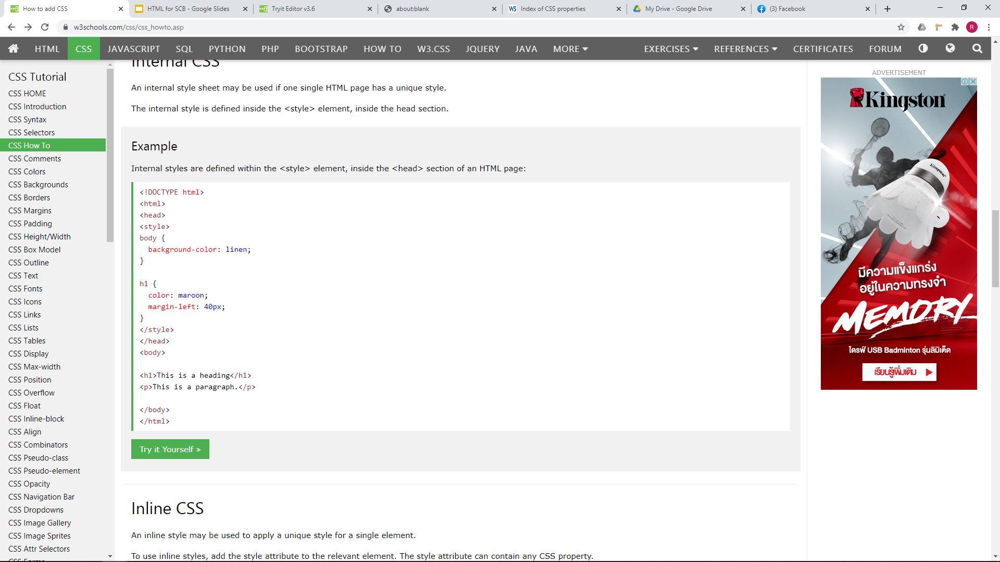 How to add CSS
HTML for SCB - Google Slides
Tryit Editor v3.6
about:blank
Index of CSS properties
My Drive - Google Drive
(3) Facebook
w3schools.com/css/css_howto.asp
R
HTML
CSS
JAVASCRIPT
SQL
PYTHON
PHP
BOOTSTRAP
HOW TO
W3.CSS
JQUERY
JAVA
MORE
EXERCISES
REFERENCES
CERTIFICATES
FORUM
CSS Tutorial
CSS HOME
CSS Introduction
CSS Syntax
CSS Selectors
CSS How To
CSS Comments
CSS Colors
CSS Backgrounds
CSS Borders
CSS Margins
CSS Padding
CSS Height/Width
CSS Box Model
CSS Outline
CSS Text
CSS Fonts
CSS Icons
CSS Links
CSS Lists
CSS Tables
CSS Display
CSS Max-width
CSS Position
CSS Overflow
CSS Float
CSS Inline-block
CSS Align
CSS Combinators
CSS Pseudo-class
CSS Pseudo-element
CSS Opacity
CSS Navigation Bar
CSS Dropdowns
CSS Image Gallery
CSS Image Sprites
CSS Attr Selectors
CSS Forms
Internal CSS
An internal style sheet may be used if one single HTML page has a unique style.
The internal style is defined inside the <style> element, inside the head section.
Example
Internal styles are defined within the <style> element, inside the <head> section of an HTML page:
<!DOCTYPE html>
<html>
<head>
<style>
body {
  background-color: linen;
}
h1 {
  color: maroon;
  margin-left: 40px;
}
</style>
</head>
<body>
<h1>This is a heading</h1>
<p>This is a paragraph.</p>
</body>
</html>
Try it Yourself »
Inline CSS
An inline style may be used to apply a unique style for a single element.
To use inline styles, add the style attribute to the relevant element. The style attribute can contain any CSS property.
ADVERTISEMENT
Kingston
Kingston
มีความแข็งแกร่ง
อยู่ในความทรงจำ
MEMORY
ไดรฟ์ USB Badminton รุ่นลิมิเต็ด
เรียนรู้เพิ่มเติม